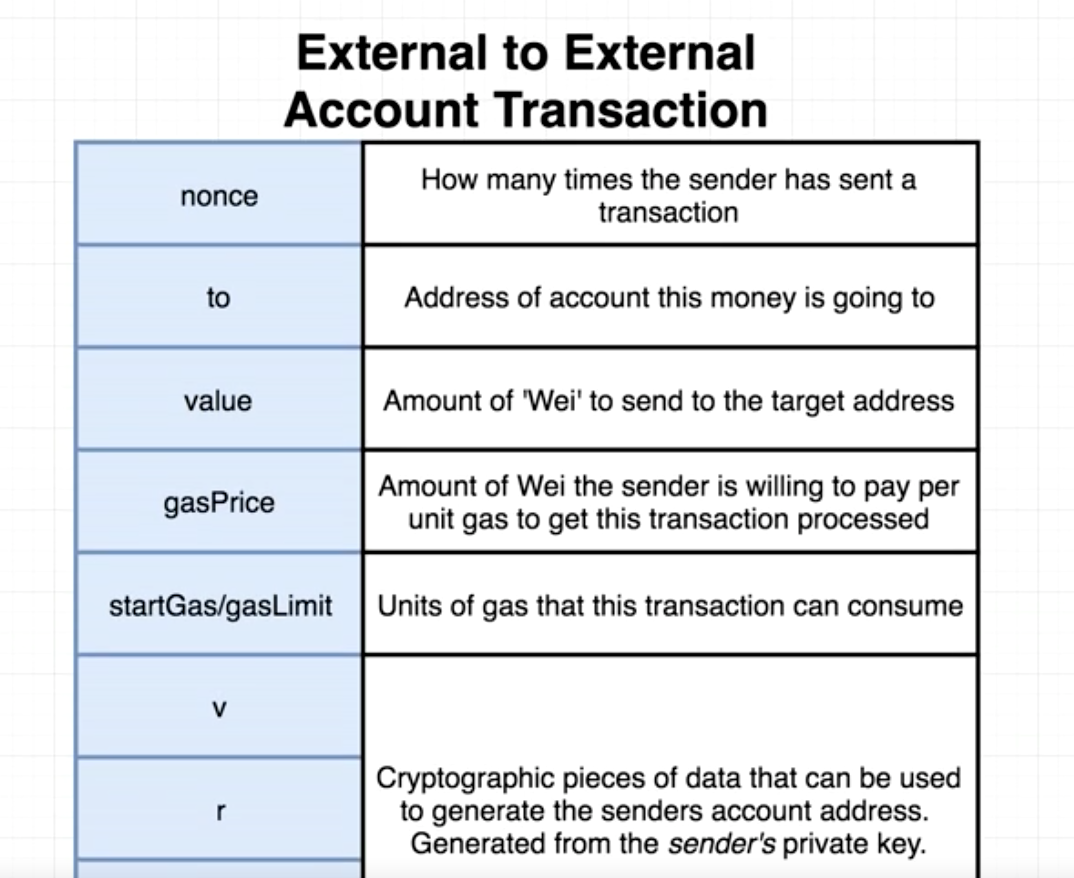 External to External
Account Transaction
nonce
How many times the sender has sent a
transaction
to
Address of account this money is going to
value
Amount of 'Wei' to send to the target address
gasPrice
Amount of Wei the sender is willing to pay per
unit gas to get this transaction processed
startGas/gasLimit
Units of gas that this transaction can consume
v
r
Cryptographic pieces of data that can be used
to generate the senders account address.
Generated from the sender's private key.